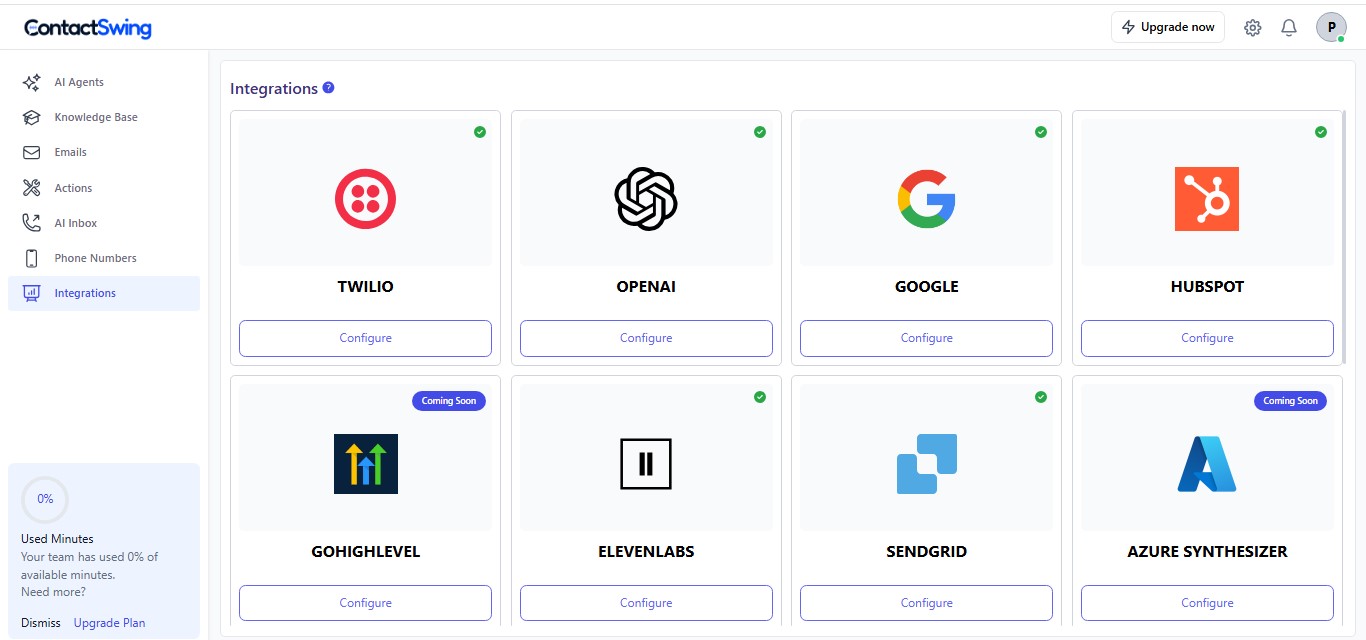 ContactSwing
Upgrade now
P
AI Agents
Knowledge Base
Emails
Actions
AI Inbox
Phone Numbers
Integrations
0%
Used Minutes
Your team has used 0% of
available minutes.
Need more?
Dismiss Upgrade Plan
Integrations ?
TWILIO
Configure
OPENAI
Configure
GOOGLE
Configure
HUBSPOT
Configure
Coming Soon
GOHIGHLEVEL
Configure
ELEVENLABS
Configure
SENDGRID
Configure
Coming Soon
AZURE SYNTHESIZER
Configure